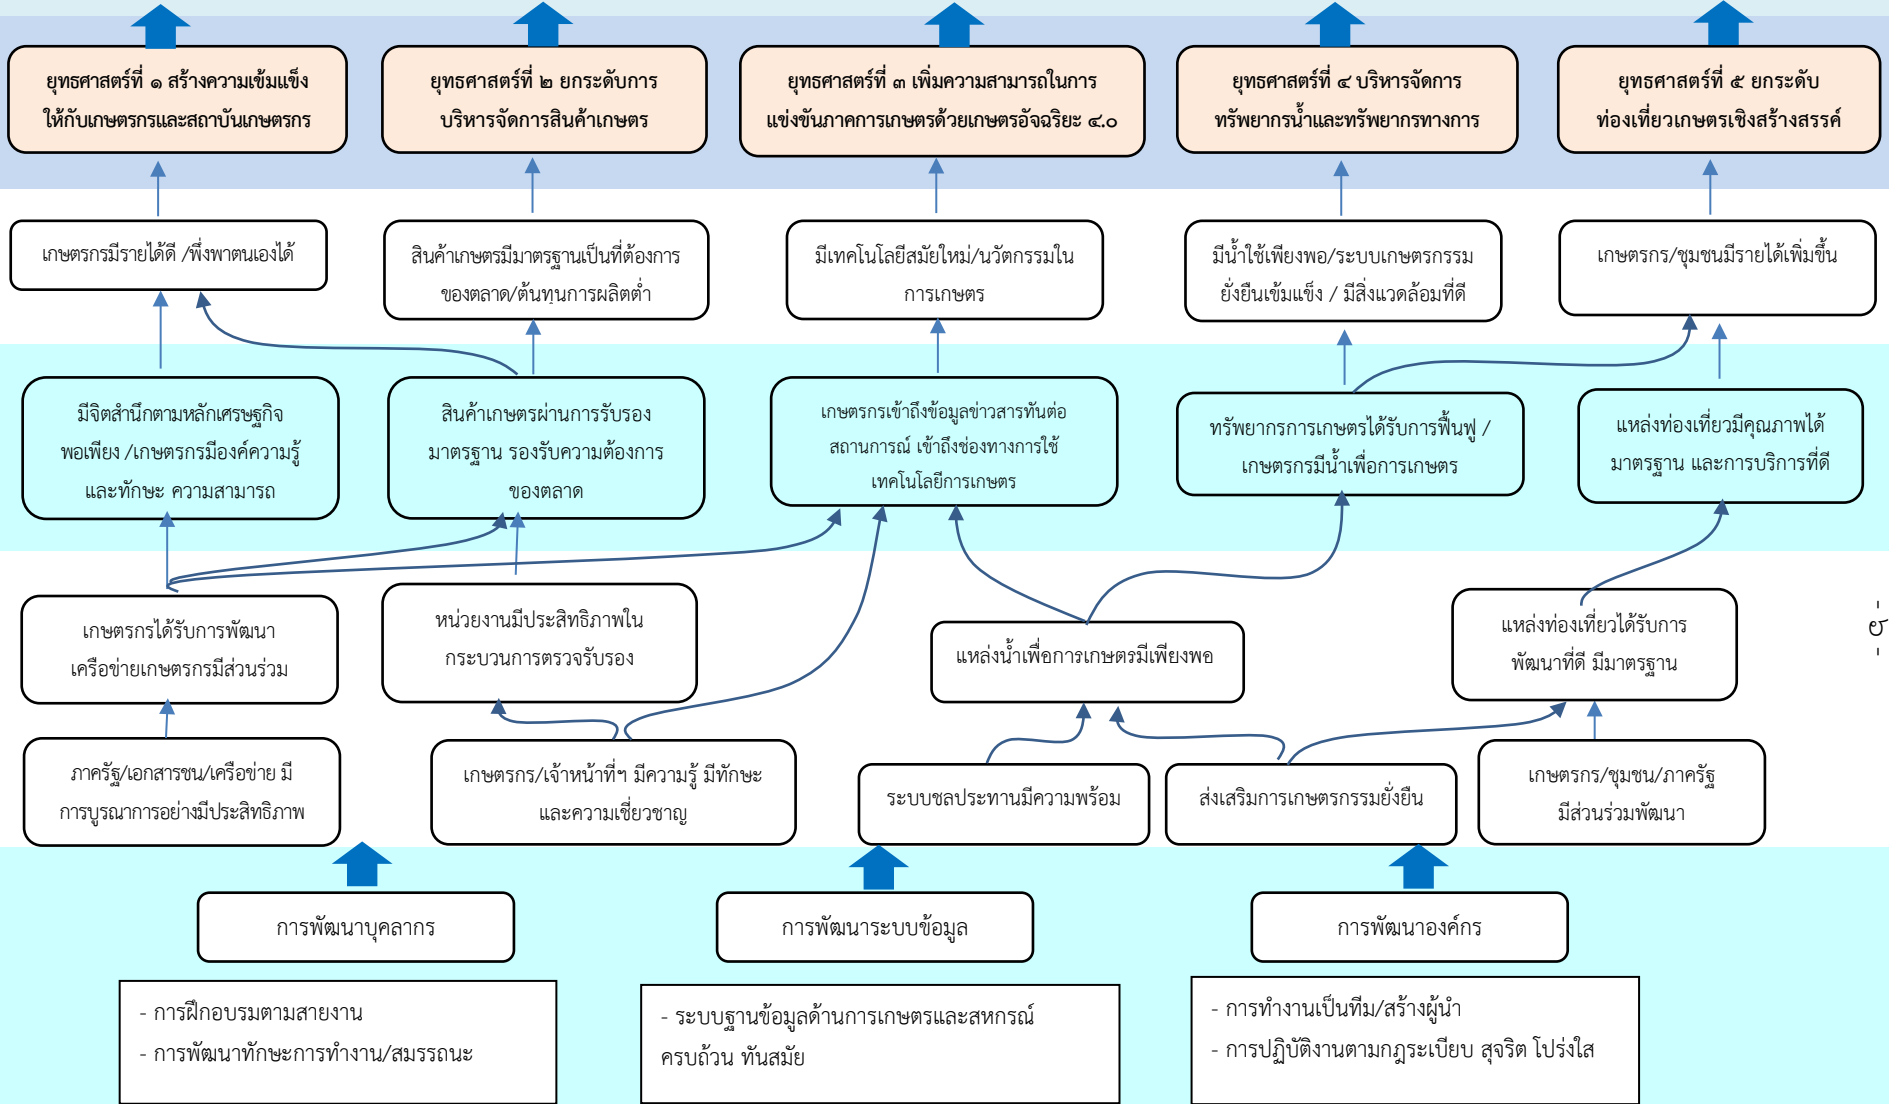 ยุทธศาสตร์ที่ ๑ สร้างความเข้มแข็ง
ให้กับเกษตรกรและสถาบันเกษตรกร
ยุทธศาสตร์ที่ ๒ ยกระดับการ
บริหารจัดการสินค้าเกษตร
ยุทธศาสตร์ที่ ๓ เพิ่มความสามารถในการ
แข่งขันภาคการเกษตรด้วยเกษตรอัจฉริยะ ๔.๐
ยุทธศาสตร์ที่ ๔ บริหารจัดการ
ทรัพยากรน้ำและทรัพยากรทางการ
ยุทธศาสตร์ที่ ๕ ยกระดับ
ท่องเที่ยวเกษตรเชิงสร้างสรรค์
เกษตรกรมีรายได้ดี /พึ่งพาตนเองได้
สินค้าเกษตรมีมาตรฐานเป็นที่ต้องการ
ของตลาด/ต้นทุนการผลิตต่ำ
มีเทคโนโลยีสมัยใหม่/นวัตกรรมใน
การเกษตร
มีน้ำใช้เพียงพอ/ระบบเกษตรกรรม
ยั่งยืนเข้มแข็ง / มีสิ่งแวดล้อมที่ดี
เกษตรกร/ชุมชนมีรายได้เพิ่มขึ้น
มีจิตสำนึกตามหลักเศรษฐกิจ
พอเพียง /เกษตรกรมีองค์ความรู้
และทักษะ ความสามารถ
สินค้าเกษตรผ่านการรับรอง
มาตรฐาน รองรับความต้องการ
ของตลาด
เกษตรกรเข้าถึงข้อมูลข่าวสารทันต่อ
สถานการณ์ เข้าถึงช่องทางการใช้
เทคโนโลยีการเกษตร
ทรัพยากรการเกษตรได้รับการฟื้นฟู /
เกษตรกรมีน้ำเพื่อการเกษตร
แหล่งท่องเที่ยวมีคุณภาพได้
มาตรฐาน และการบริการที่ดี
เกษตรกรได้รับการพัฒนา
เครือข่ายเกษตรกรมีส่วนร่วม
หน่วยงานมีประสิทธิภาพใน
กระบวนการตรวจรับรอง
แหล่งน้ำเพื่อการเกษตรมีเพียงพอ
แหล่งท่องเที่ยวได้รับการ
พัฒนาที่ดี มีมาตรฐาน
ภาครัฐ/เอกสารชน/เครือข่าย มี
การบูรณาการอย่างมีประสิทธิภาพ
เกษตรกร/เจ้าหน้าที่ฯ มีความรู้ มีทักษะ
และความเชี่ยวชาญ
ระบบชลประทานมีความพร้อม
ส่งเสริมการเกษตรกรรมยั่งยืน
เกษตรกร/ชุมชน/ภาครัฐ
มีส่วนร่วมพัฒนา
การพัฒนาบุคลากร
การพัฒนาระบบข้อมูล
การพัฒนาองค์กร
- การฝึกอบรมตามสายงาน
- การพัฒนาทักษะการทำงาน/สมรรถนะ
- ระบบฐานข้อมูลด้านการเกษตรและสหกรณ์
ครบถ้วน ทันสมัย
- การทำงานเป็นทีม/สร้างผู้นำ
- การปฏิบัติงานตามกฎระเบียบ สุจริต โปร่งใส